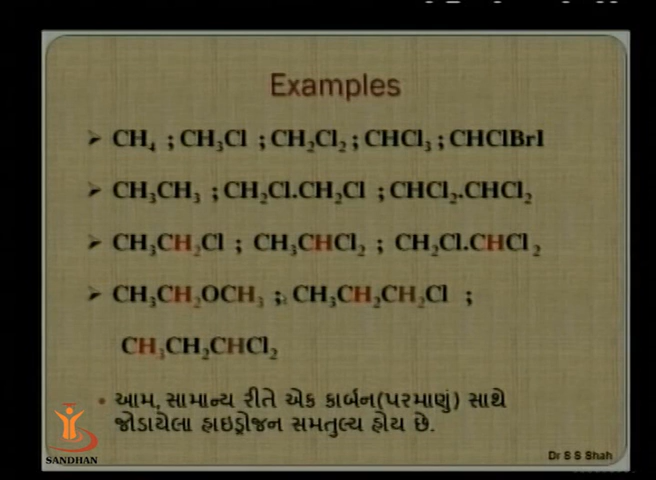 Examples
➢ CH₄ ; CH₃Cl ; CH₂Cl₂ ; CHCl₃ ; CHClBrI
➢ CH₃CH₃ ; CH₂Cl.CH₂Cl ; CHCl₂.CHCl₂
➢ CH₃CH₂Cl ; CH₃CHCl₂ ; CH₂Cl.CHCl₂
➢ CH₃CH₂OCH₃ ; CH₃CH₂CH₂Cl ;
CH₃CH₂CHCl₂
• આમ, સામાન્ય રીતે એક કાર્બન(પરમાણું) સાથે
જોડાયેલા હાઇડ્રોજન સમતુલ્ય હોય છે.
SANDHAN
Dr S S Shah